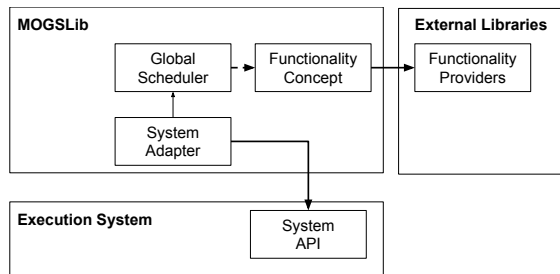 MOGSLib
External Libraries
Global
Scheduler
Functionality
Concept
Functionality
Providers
System
Adapter
Execution System
System
API